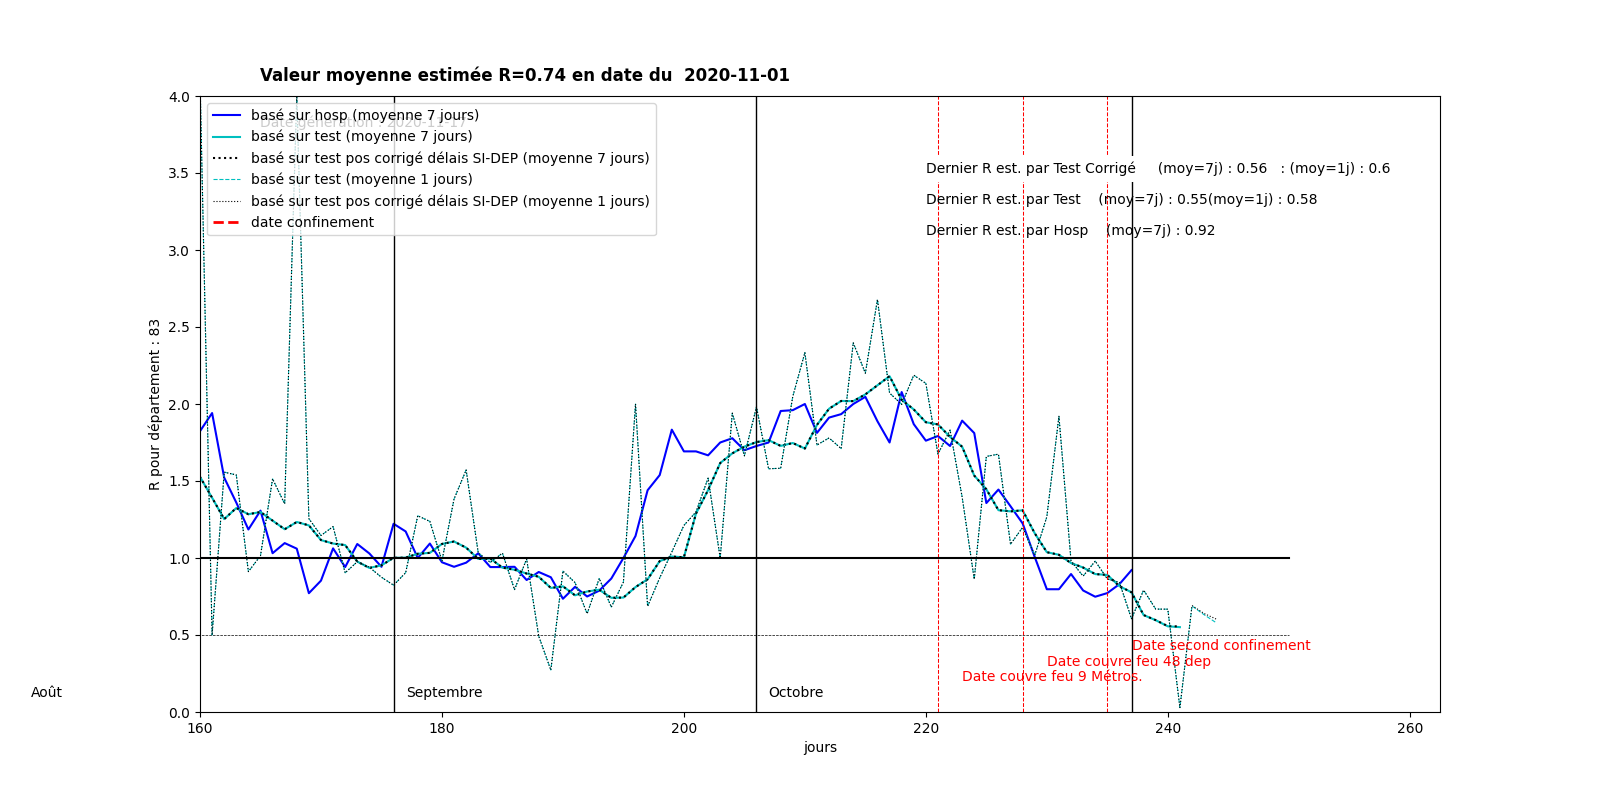 Valeur moyenne estimée R=0.74 en date du  2020-11-01
Date génération : 2020-11-17
basé sur hosp (moyenne 7 jours)
basé sur test (moyenne 7 jours)
basé sur test pos corrigé délais SI-DEP (moyenne 7 jours)
basé sur test (moyenne 1 jours)
basé sur test pos corrigé délais SI-DEP (moyenne 1 jours)
date confinement
Dernier R est. par Test Corrigé     (moy=7j) : 0.56   : (moy=1j) : 0.6
Dernier R est. par Test    (moy=7j) : 0.55(moy=1j) : 0.58
Dernier R est. par Hosp    (moy=7j) : 0.92
R pour département : 83
4.0
3.5
3.0
2.5
2.0
1.5
1.0
0.5
0.0
Date second confinement
Date couvre feu 48 dep
Date couvre feu 9 Métros.
Août
Septembre
Octobre
160
180
200
220
240
260
jours